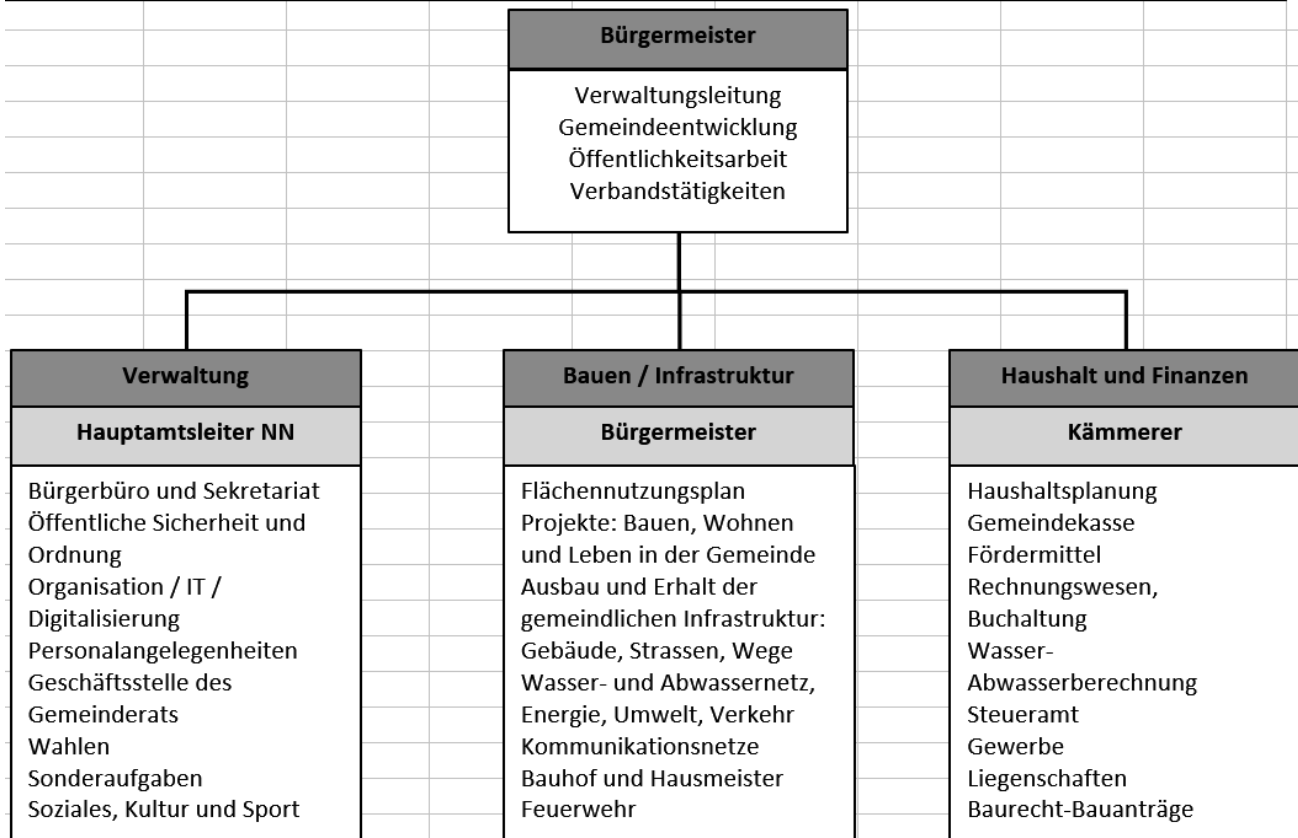 Bürgermeister
Verwaltungsleitung
Gemeindeentwicklung
Öffentlichkeitsarbeit
Verbandstätigkeiten
Verwaltung
Hauptamtsleiter NN
Bürgerbüro und Sekretariat
Öffentliche Sicherheit und
Ordnung
Organisation / IT /
Digitalisierung
Personalangelegenheiten
Geschäftsstelle des
Gemeinderats
Wahlen
Sonderaufgaben
Soziales, Kultur und Sport
Bauen / Infrastruktur
Bürgermeister
Flächennutzungsplan
Projekte: Bauen, Wohnen
und Leben in der Gemeinde
Ausbau und Erhalt der
gemeindlichen Infrastruktur:
Gebäude, Strassen, Wege
Wasser- und Abwassernetz,
Energie, Umwelt, Verkehr
Kommunikationsnetze
Bauhof und Hausmeister
Feuerwehr
Haushalt und Finanzen
Kämmerer
Haushaltsplanung
Gemeindekasse
Fördermittel
Rechnungswesen,
Buchaltung
Wasser-
Abwasserberechnung
Steueramt
Gewerbe
Liegenschaften
Baurecht-Bauanträge